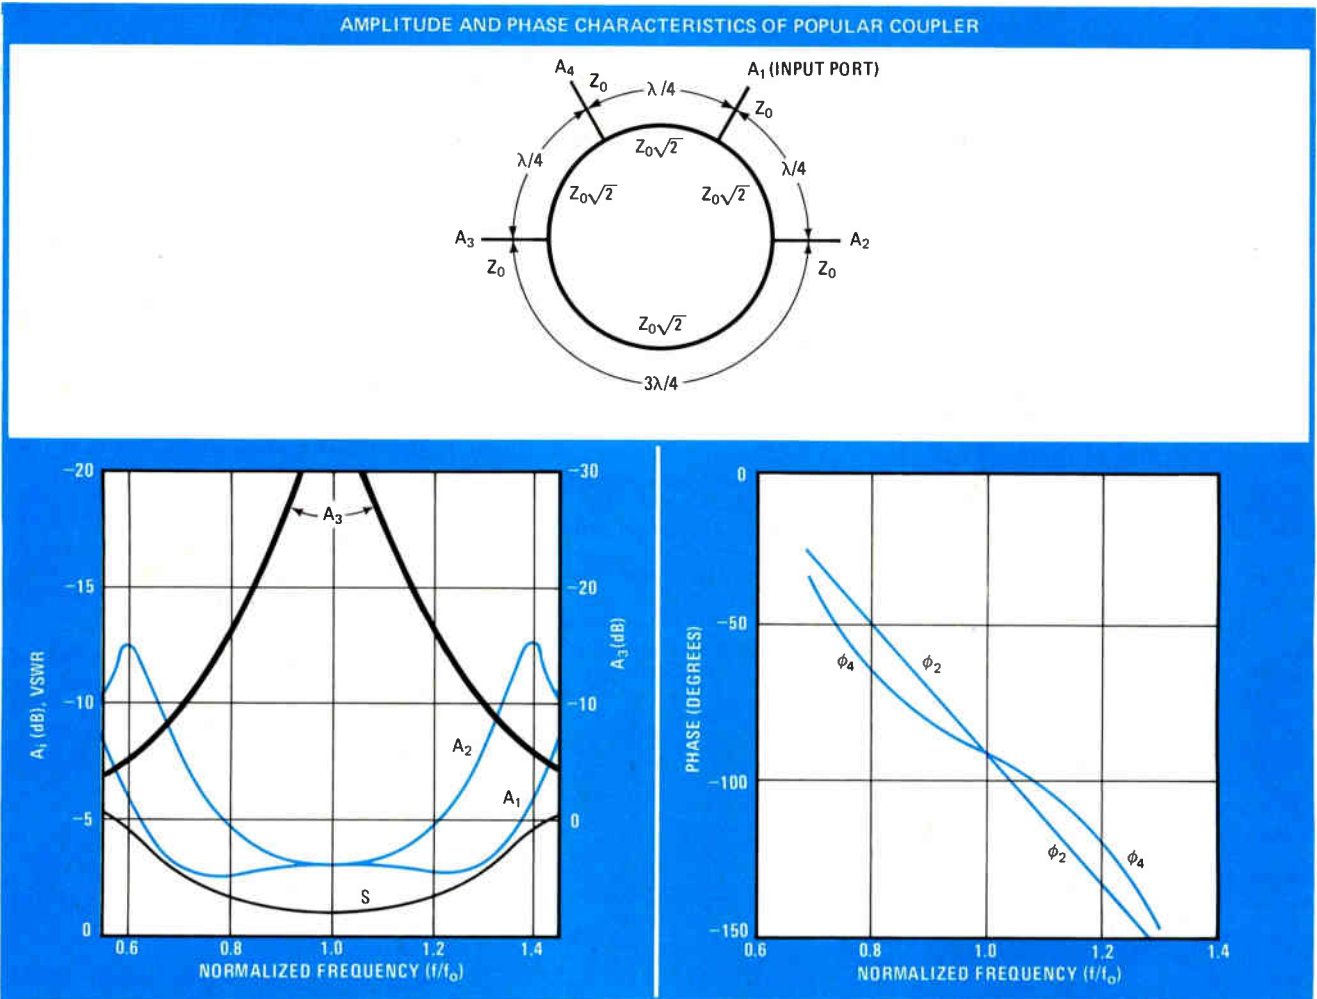 AMPLITUDE AND PHASE CHARACTERISTICS OF POPULAR COUPLER
A₄
Z₀
λ/4
A₁ (INPUT PORT)
Z₀
λ/4
Z₀√2
λ/4
Z₀√2
Z₀√2
A₃
Z₀
A₂
Z₀
Z₀√2
3λ/4
−20
−15
−10
−5
0
A₁ (dB), VSWR
−30
−20
−10
0
A₃ (dB)
A₃
A₂
A₁
S
0.6
0.8
1.0
1.2
1.4
NORMALIZED FREQUENCY (f/fₒ)
0
−50
−100
−150
PHASE (DEGREES)
ϕ₄
ϕ₂
ϕ₂
ϕ₄
0.6
0.8
1.0
1.2
1.4
NORMALIZED FREQUENCY (f/fₒ)